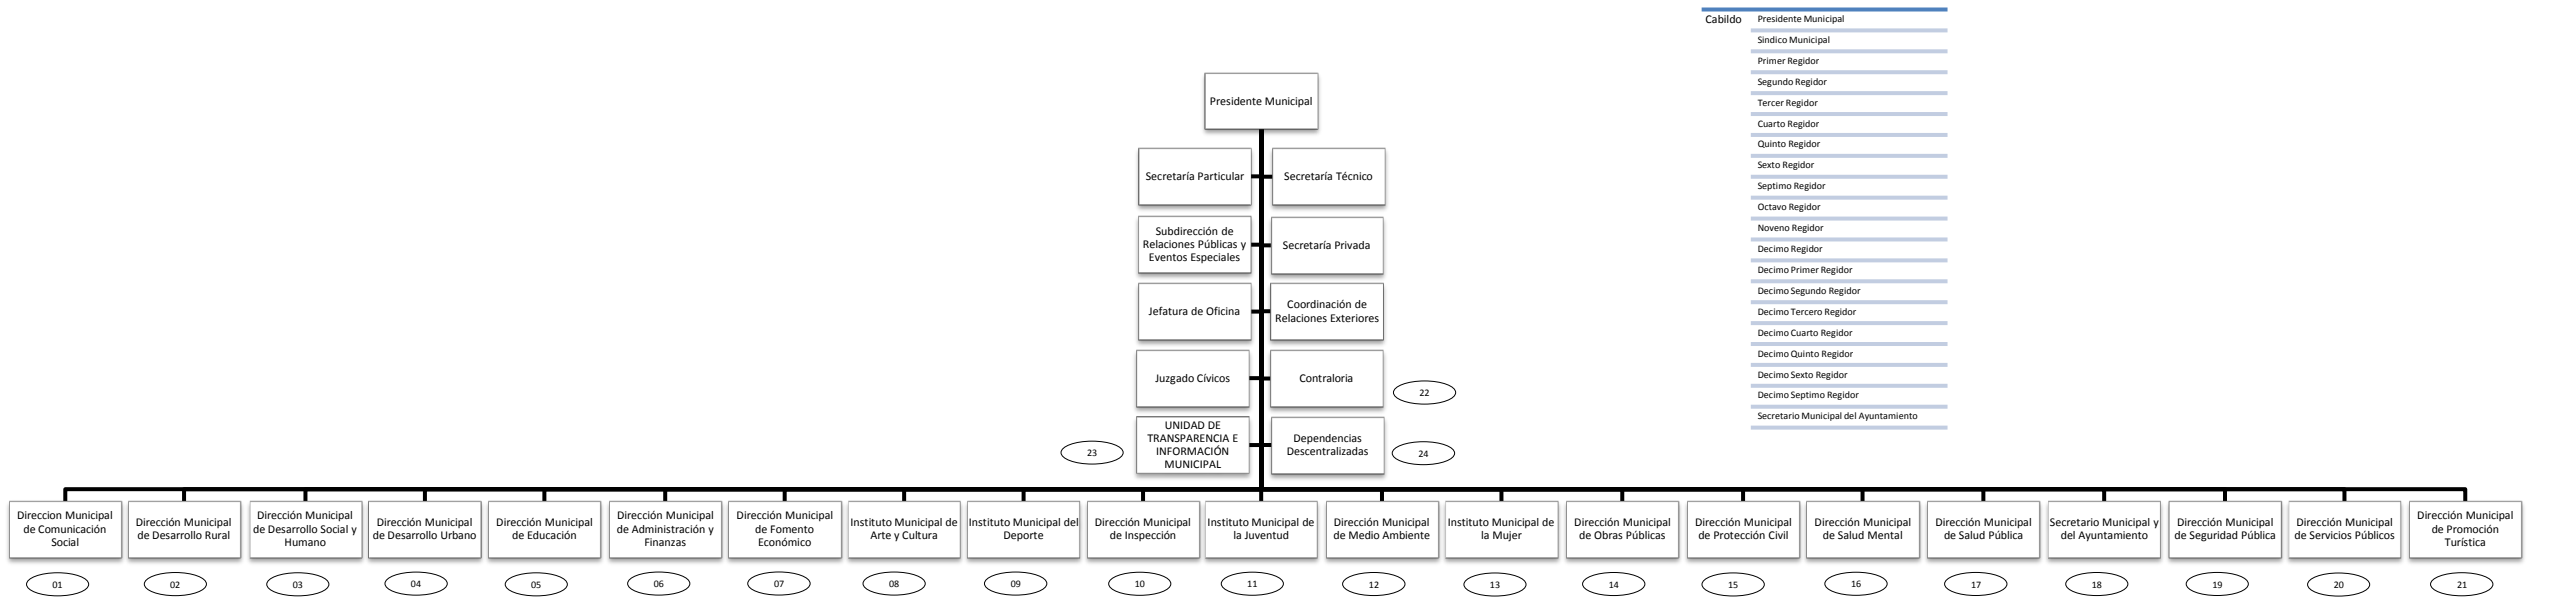 Cabildo
Presidente Municipal
Sindico Municipal
Primer Regidor
Segundo Regidor
Tercer Regidor
Cuarto Regidor
Quinto Regidor
Sexto Regidor
Septimo Regidor
Octavo Regidor
Noveno Regidor
Decimo Regidor
Decimo Primer Regidor
Decimo Segundo Regidor
Decimo Tercero Regidor
Decimo Cuarto Regidor
Decimo Quinto Regidor
Decimo Sexto Regidor
Decimo Septimo Regidor
Secretario Municipal del Ayuntamiento
Presidente Municipal
Secretaría Particular
Secretaría Técnico
Subdirección de
Relaciones Públicas y
Eventos Especiales
Secretaría Privada
Jefatura de Oficina
Coordinación de
Relaciones Exteriores
Juzgado Cívicos
Contraloria
22
UNIDAD DE
TRANSPARENCIA E
INFORMACIÓN
MUNICIPAL
23
Dependencias
Descentralizadas
24
Direccion Municipal
de Comunicación
Social
Dirección Municipal
de Desarrollo Rural
Dirección Municipal
de Desarrollo Social y
Humano
Dirección Municipal
de Desarrollo Urbano
Dirección Municipal
de Educación
Dirección Municipal
de Administración y
Finanzas
Dirección Municipal
de Fomento
Económico
Instituto Municipal de
Arte y Cultura
Instituto Municipal del
Deporte
Dirección Municipal
de Inspección
Instituto Municipal de
la Juventud
Dirección Municipal
de Medio Ambiente
Instituto Municipal de
la Mujer
Dirección Municipal
de Obras Públicas
Dirección Municipal
de Protección Civil
Dirección Municipal
de Salud Mental
Dirección Municipal
de Salud Pública
Secretario Municipal y
del Ayuntamiento
Dirección Municipal
de Seguridad Pública
Dirección Municipal
de Servicios Públicos
Dirección Municipal
de Promoción
Turística
01
02
03
04
05
06
07
08
09
10
11
12
13
14
15
16
17
18
19
20
21